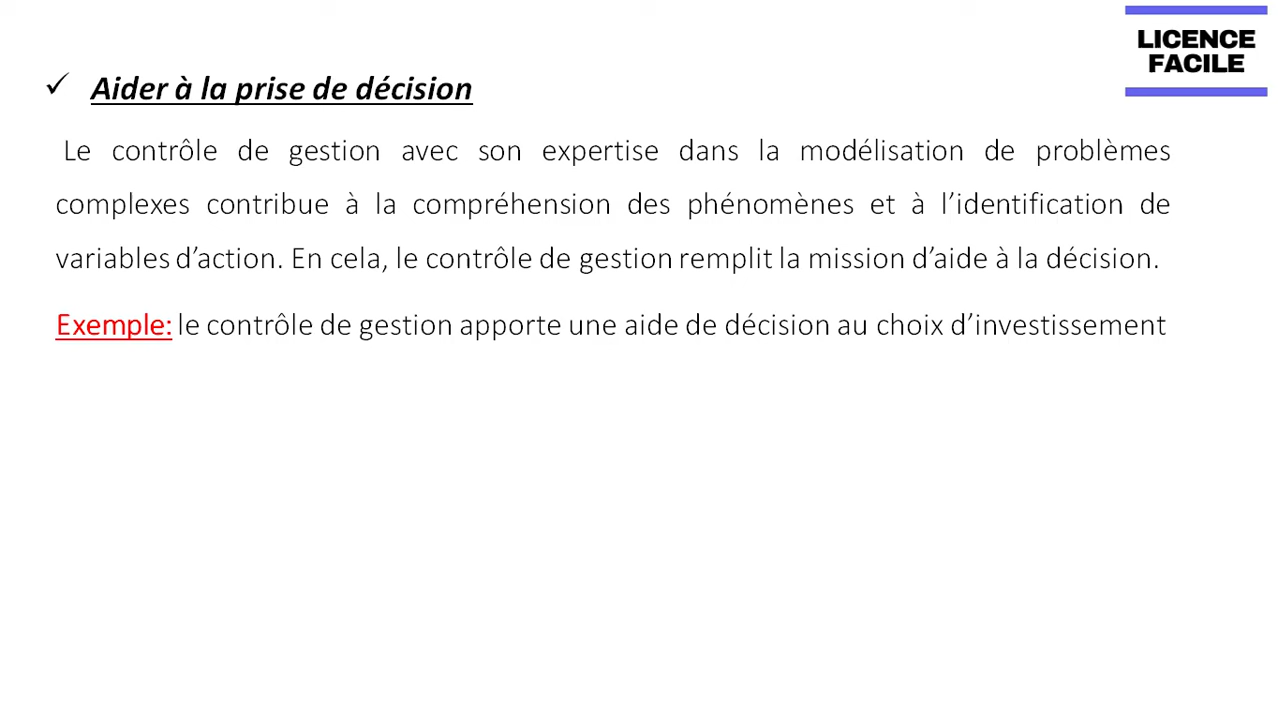 LICENCE
FACILE
✓ Aider à la prise de décision
Le contrôle de gestion avec son expertise dans la modélisation de problèmes
complexes contribue à la compréhension des phénomènes et à l’identification de
variables d’action. En cela, le contrôle de gestion remplit la mission d’aide à la décision.
Exemple: le contrôle de gestion apporte une aide de décision au choix d’investissement